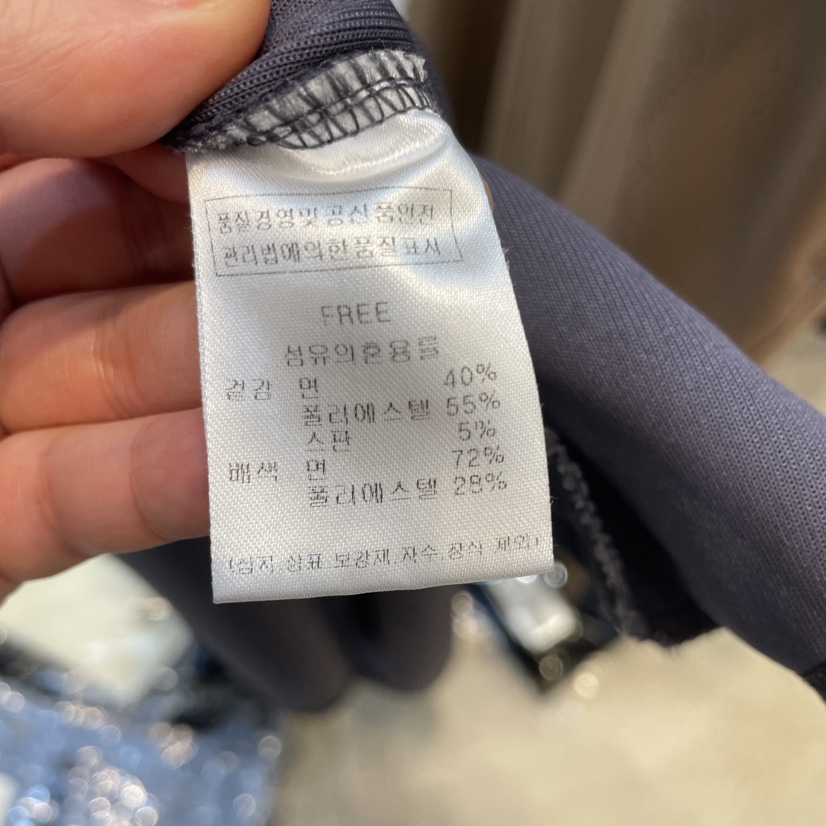 품질경영및 공산품안전
관리법에의한 품질표시
FREE
섬유의혼용률
겉감 면 40%
폴리에스텔 55%
스판 5%
배색 면 72%
폴리에스텔 28%
(심지,상표,보강재,자수,장식 제외)